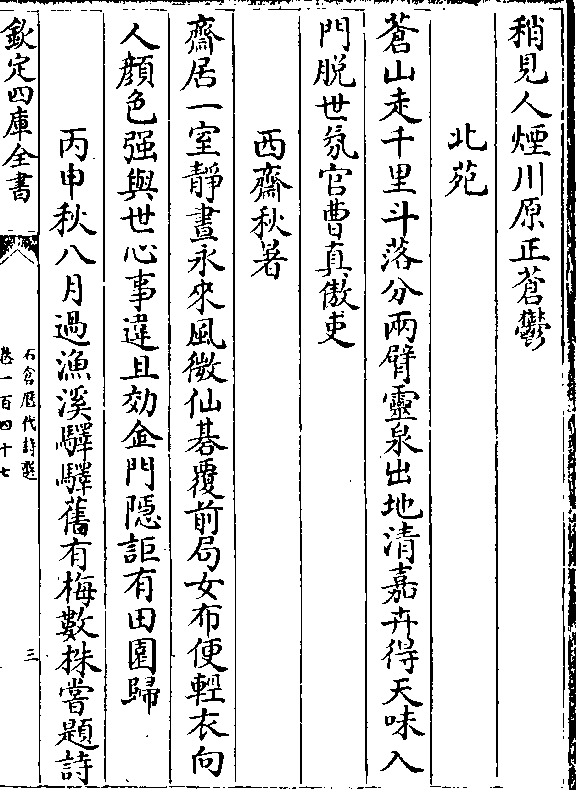 稍見人煙川原正蒼鬱
北苑
蒼山走千里斗落分兩臂靈泉出地清嘉卉得天味入
門脱世氛官曹真傲吏
西齋秋著
齋居一室靜晝永來風微仙碁覆前局女布便輕衣向
人顔色强與世心事違且効金門隠詎有田園歸
丙申秋八月過漁溪驛驛舊有梅數株嘗題詩
欽定四庫全書
石倉歴代詩選
卷一百四十七
三